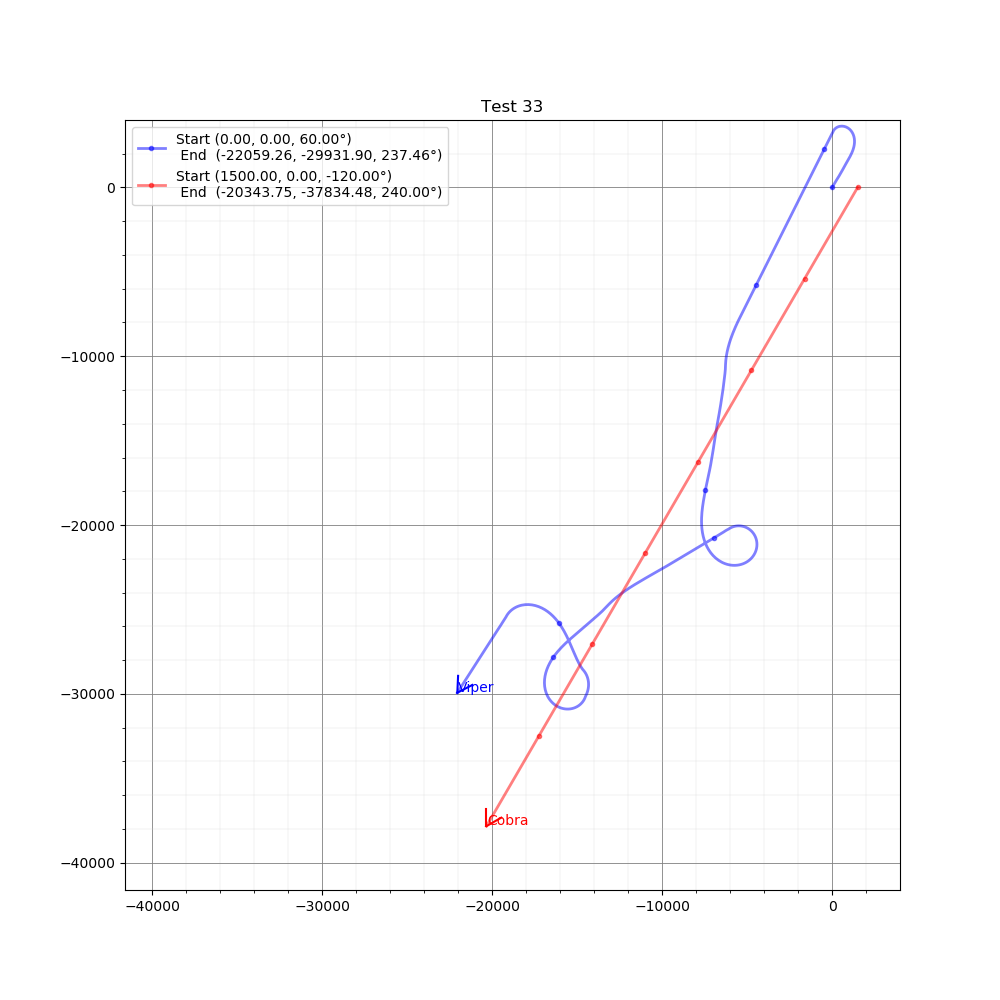 Test 33
Start (0.00, 0.00, 60.00°)
End (-22059.26, -29931.90, 237.46°)
Start (1500.00, 0.00, -120.00°)
End (-20343.75, -37834.48, 240.00°)
0
−10000
−20000
−30000
−40000
Viper
Cobra
−40000 −30000 −20000 −10000 0